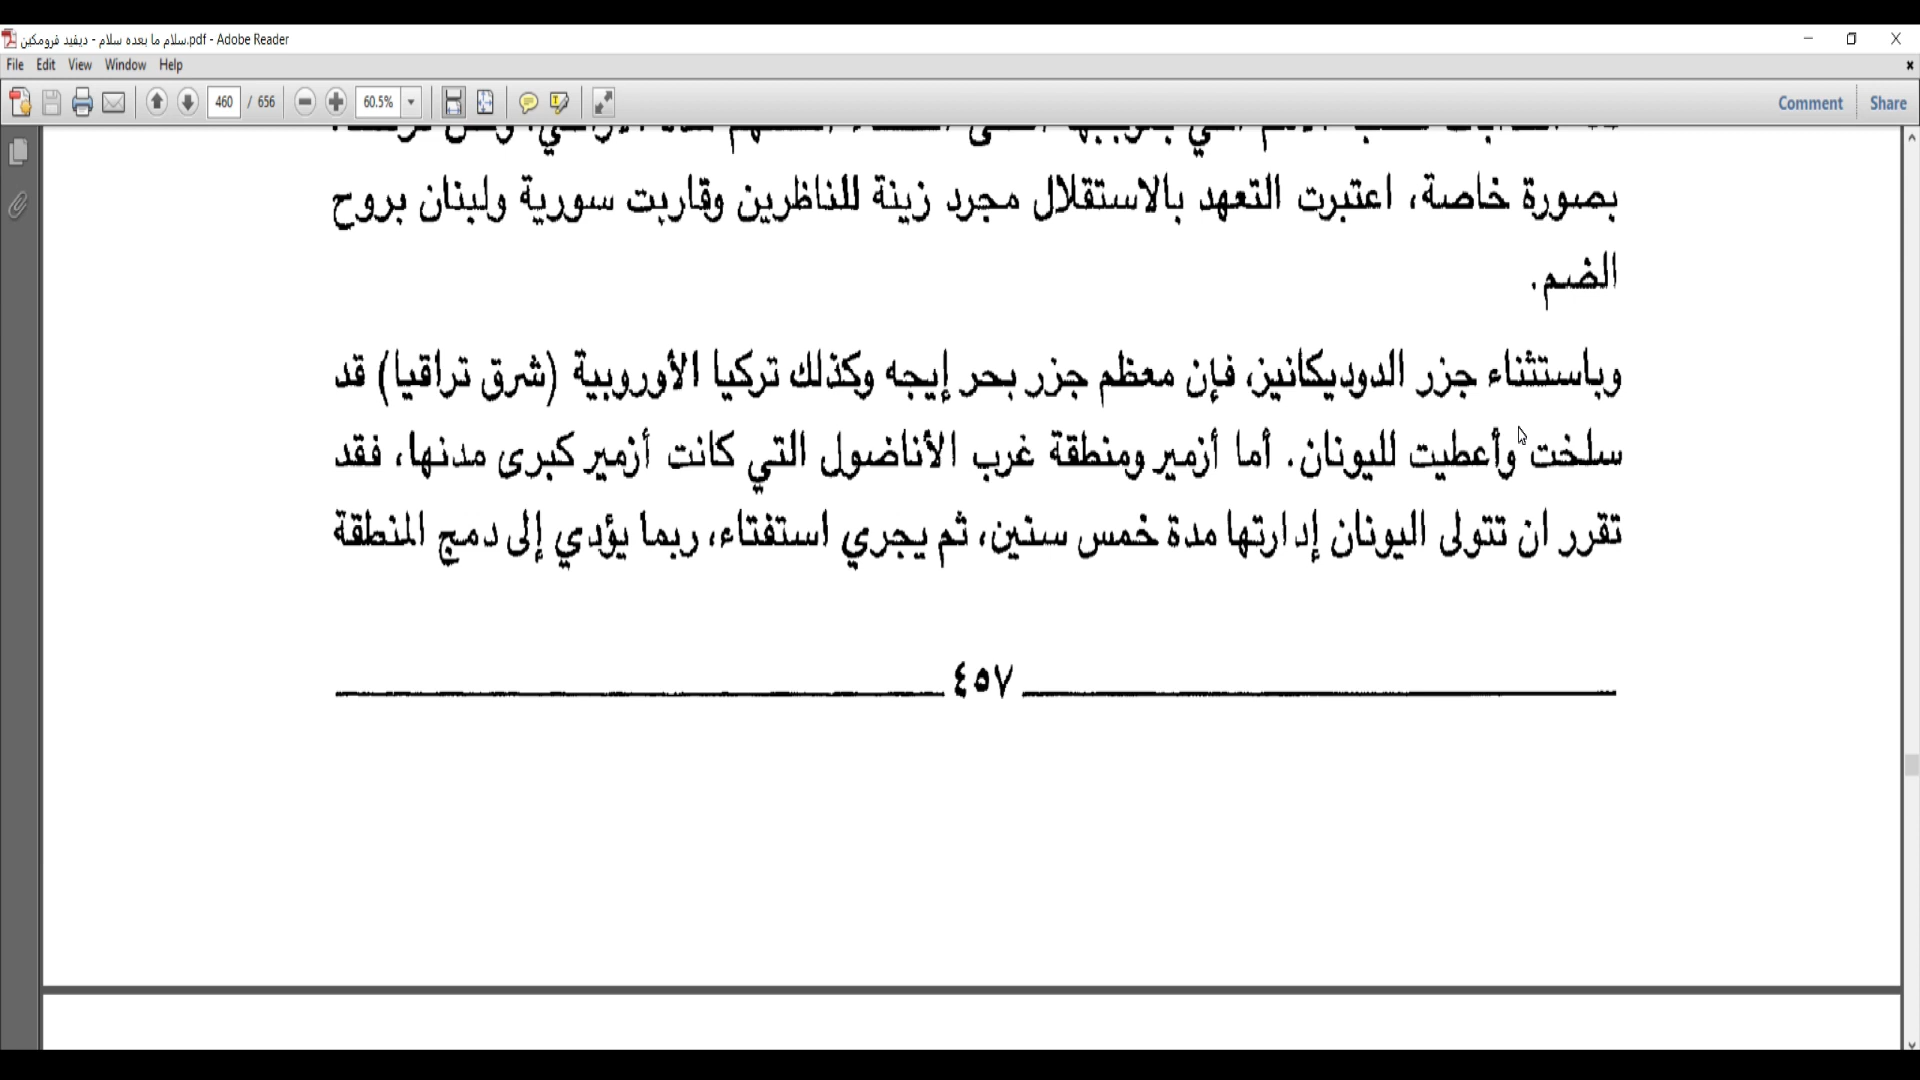 سلام ما بعده سلام - ديفيد فرومكين.pdf - Adobe Reader
File Edit View Window Help
460 / 656 60.5% Comment Share
بصورة خاصة، اعتبرت التعهد بالاستقلال مجرد زينة للناظرين وقاربت سورية ولبنان بروح
الضم.
وباستثناء جزر الدوديكانيز، فإن معظم جزر بحر إيجه وكذلك تركيا الأوروبية (شرق تراقيا) قد
سلخت وأعطيت لليونان. أما أزمير ومنطقة غرب الأناضول التي كانت أزمير كبرى مدنها، فقد
تقرر ان تتولى اليونان إدارتها مدة خمس سنين، ثم يجري استفتاء، ربما يؤدي إلى دمج المنطقة
٤٥٧